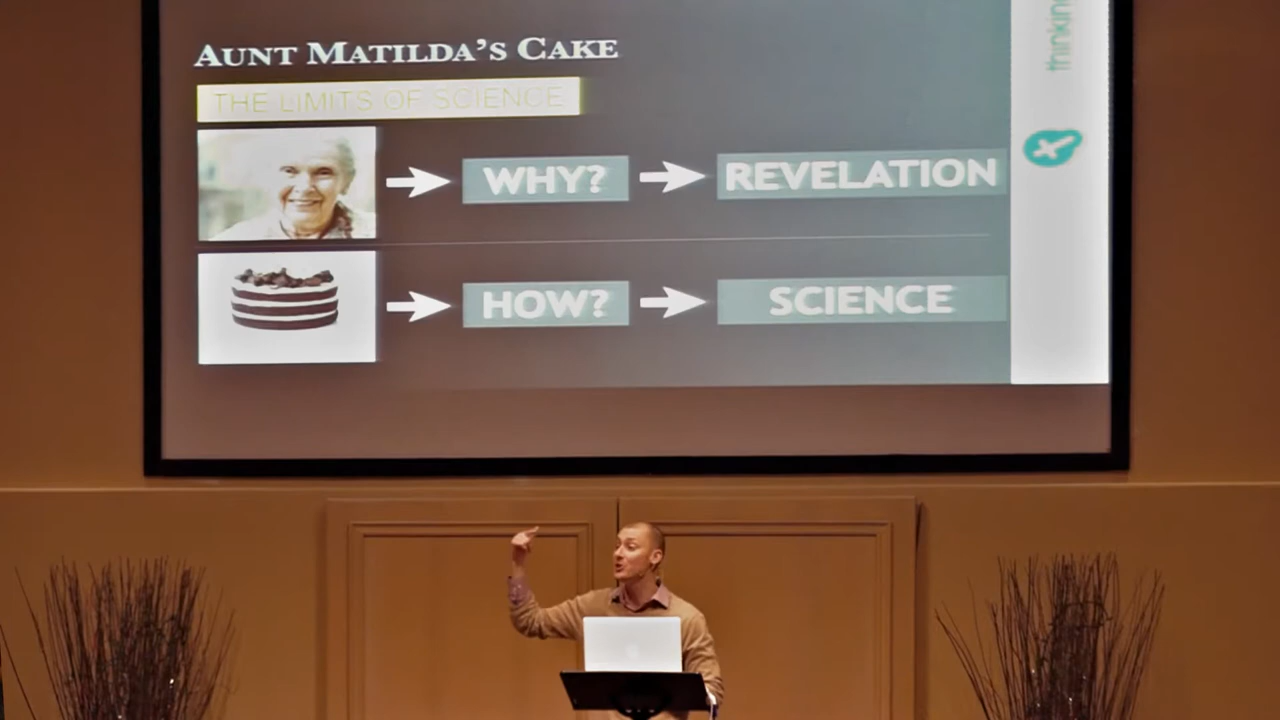 AUNT MATILDA'S CAKE
THE LIMITS OF SCIENCE
WHY?
REVELATION
HOW?
SCIENCE